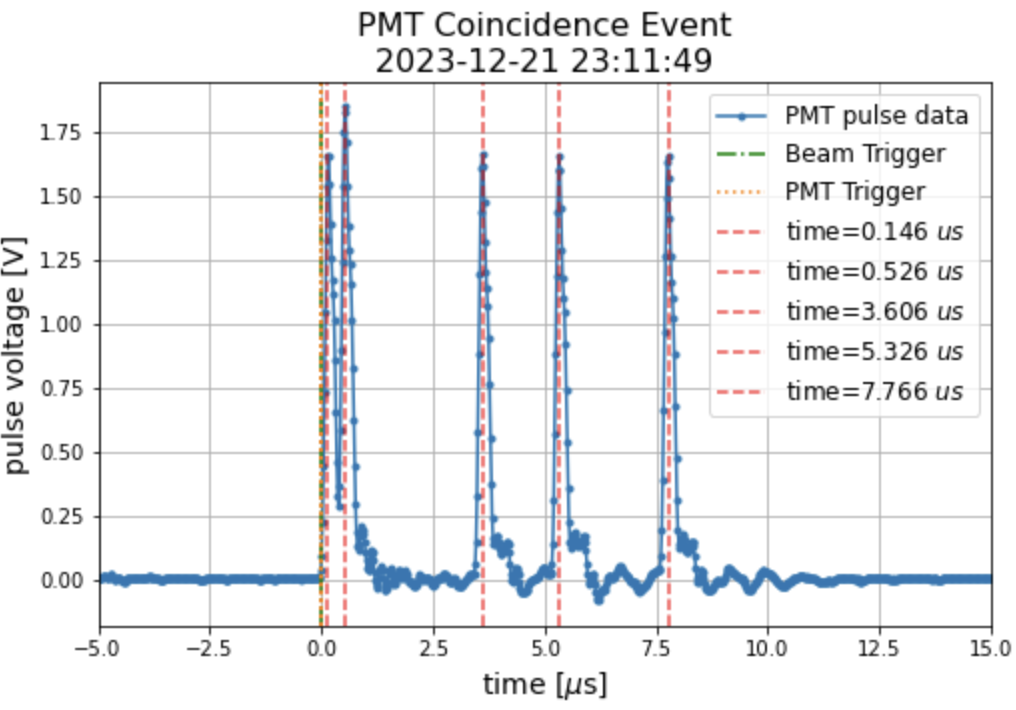 PMT Coincidence Event
2023-12-21 23:11:49
pulse voltage [V]
1.75
1.50
1.25
1.00
0.75
0.50
0.25
0.00
PMT pulse data
Beam Trigger
PMT Trigger
time=0.146 us
time=0.526 us
time=3.606 us
time=5.326 us
time=7.766 us
−5.0 −2.5 0.0 2.5 5.0 7.5 10.0 12.5 15.0
time [μs]